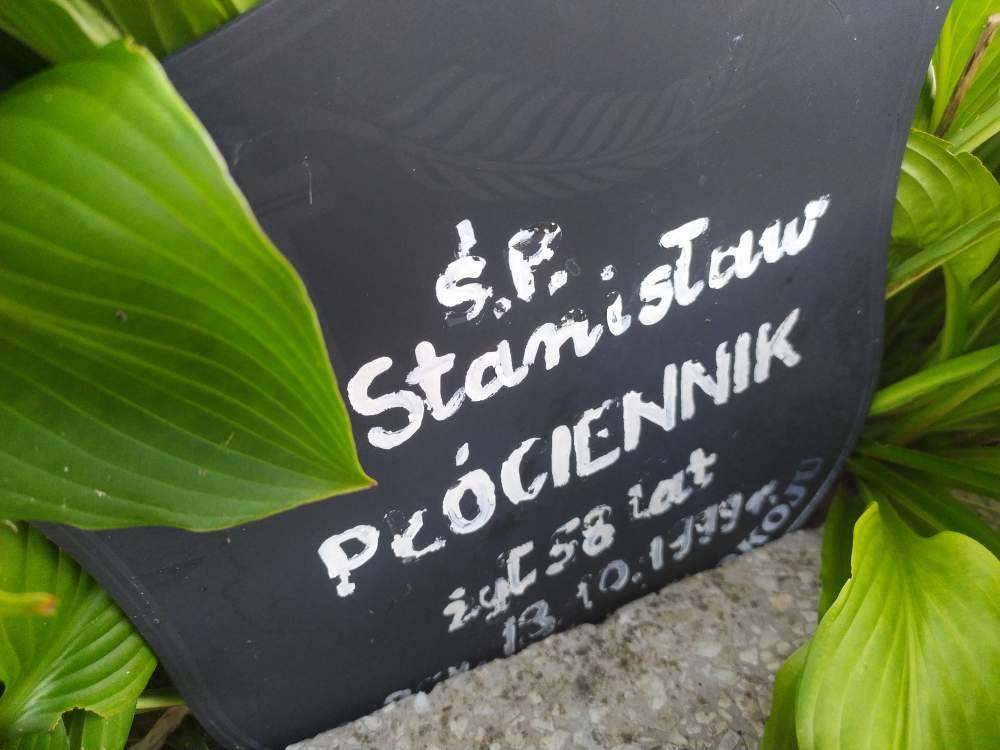 Ś.P.
Stanisław
PŁÓCIENNIK
żył 58 lat
13.10.1999r.